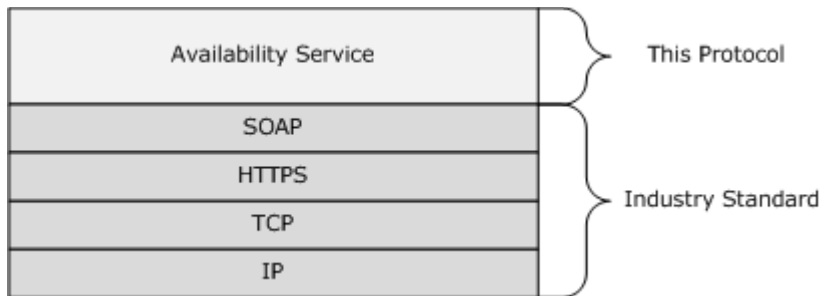 Availability Service
This Protocol
SOAP
HTTPS
TCP
IP
Industry Standard